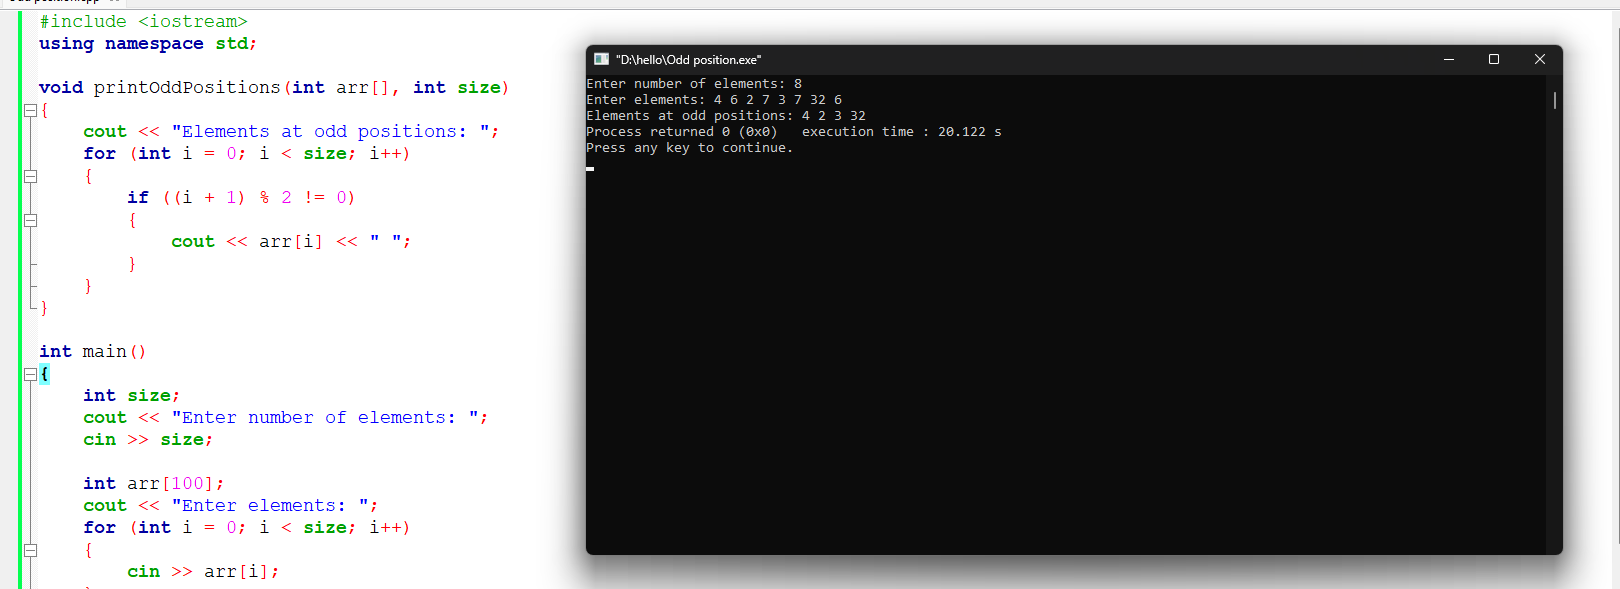 #include <iostream>
using namespace std;
void printOddPositions(int arr[], int size)
{
cout << "Elements at odd positions: ";
for (int i = 0; i < size; i++)
{
if ((i + 1) % 2 != 0)
{
cout << arr[i] << " ";
}
}
}
int main()
{
int size;
cout << "Enter number of elements: ";
cin >> size;
int arr[100];
cout << "Enter elements: ";
for (int i = 0; i < size; i++)
{
cin >> arr[i];
"D:\hello\Odd position.exe"
Enter number of elements: 8
Enter elements: 4 6 2 7 3 7 32 6
Elements at odd positions: 4 2 3 32
Process returned 0 (0x0)   execution time : 20.122 s
Press any key to continue.